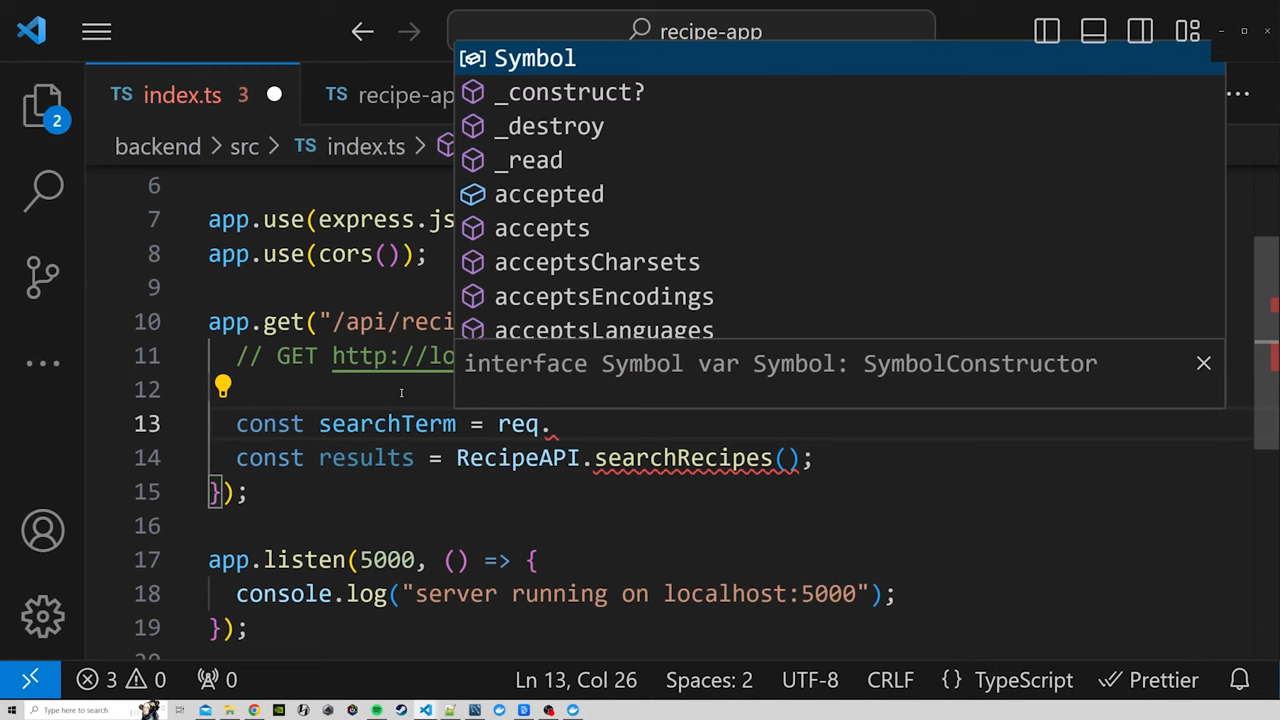 recipe-app
TS index.ts 3
TS recipe-ap
backend > src > TS index.ts >
Symbol
_construct?
_destroy
_read
accepted
accepts
acceptsCharsets
acceptsEncodings
acceptsLanguages
interface Symbol var Symbol: SymbolConstructor
2
6
7 app.use(express.js
8 app.use(cors());
9
10 app.get("/api/reci
11 // GET http://lo
12
13 const searchTerm = req.
14 const results = RecipeAPI.searchRecipes();
15 });
16
17 app.listen(5000, () => {
18 console.log("server running on localhost:5000");
19 });
3 0 0 Ln 13, Col 26 Spaces: 2 UTF-8 CRLF {} TypeScript Prettier
Type here to search